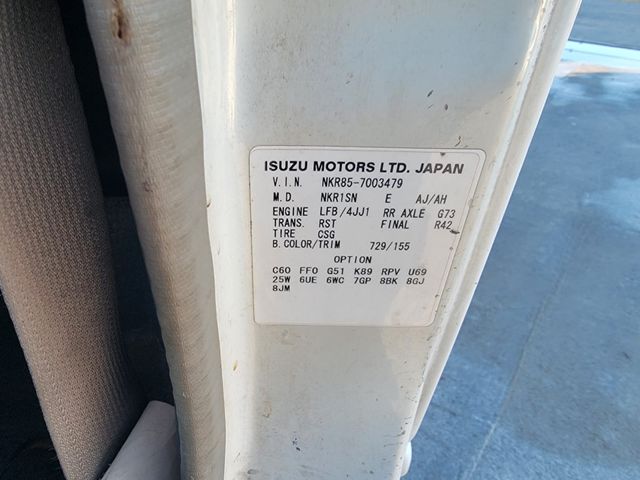 ISUZU MOTORS LTD. JAPAN
V.I.N. NKR85-7003479
M.D. NKR1SN E AJ/AH
ENGINE LFB/4JJ1 RR AXLE G73
TRANS. RST FINAL R42
TIRE CSG
B.COLOR/TRIM 729/155
OPTION
C60 FF0 G51 K89 RPV U69
25W 6UE 6WC 7GP 8BK 8GJ
8JM